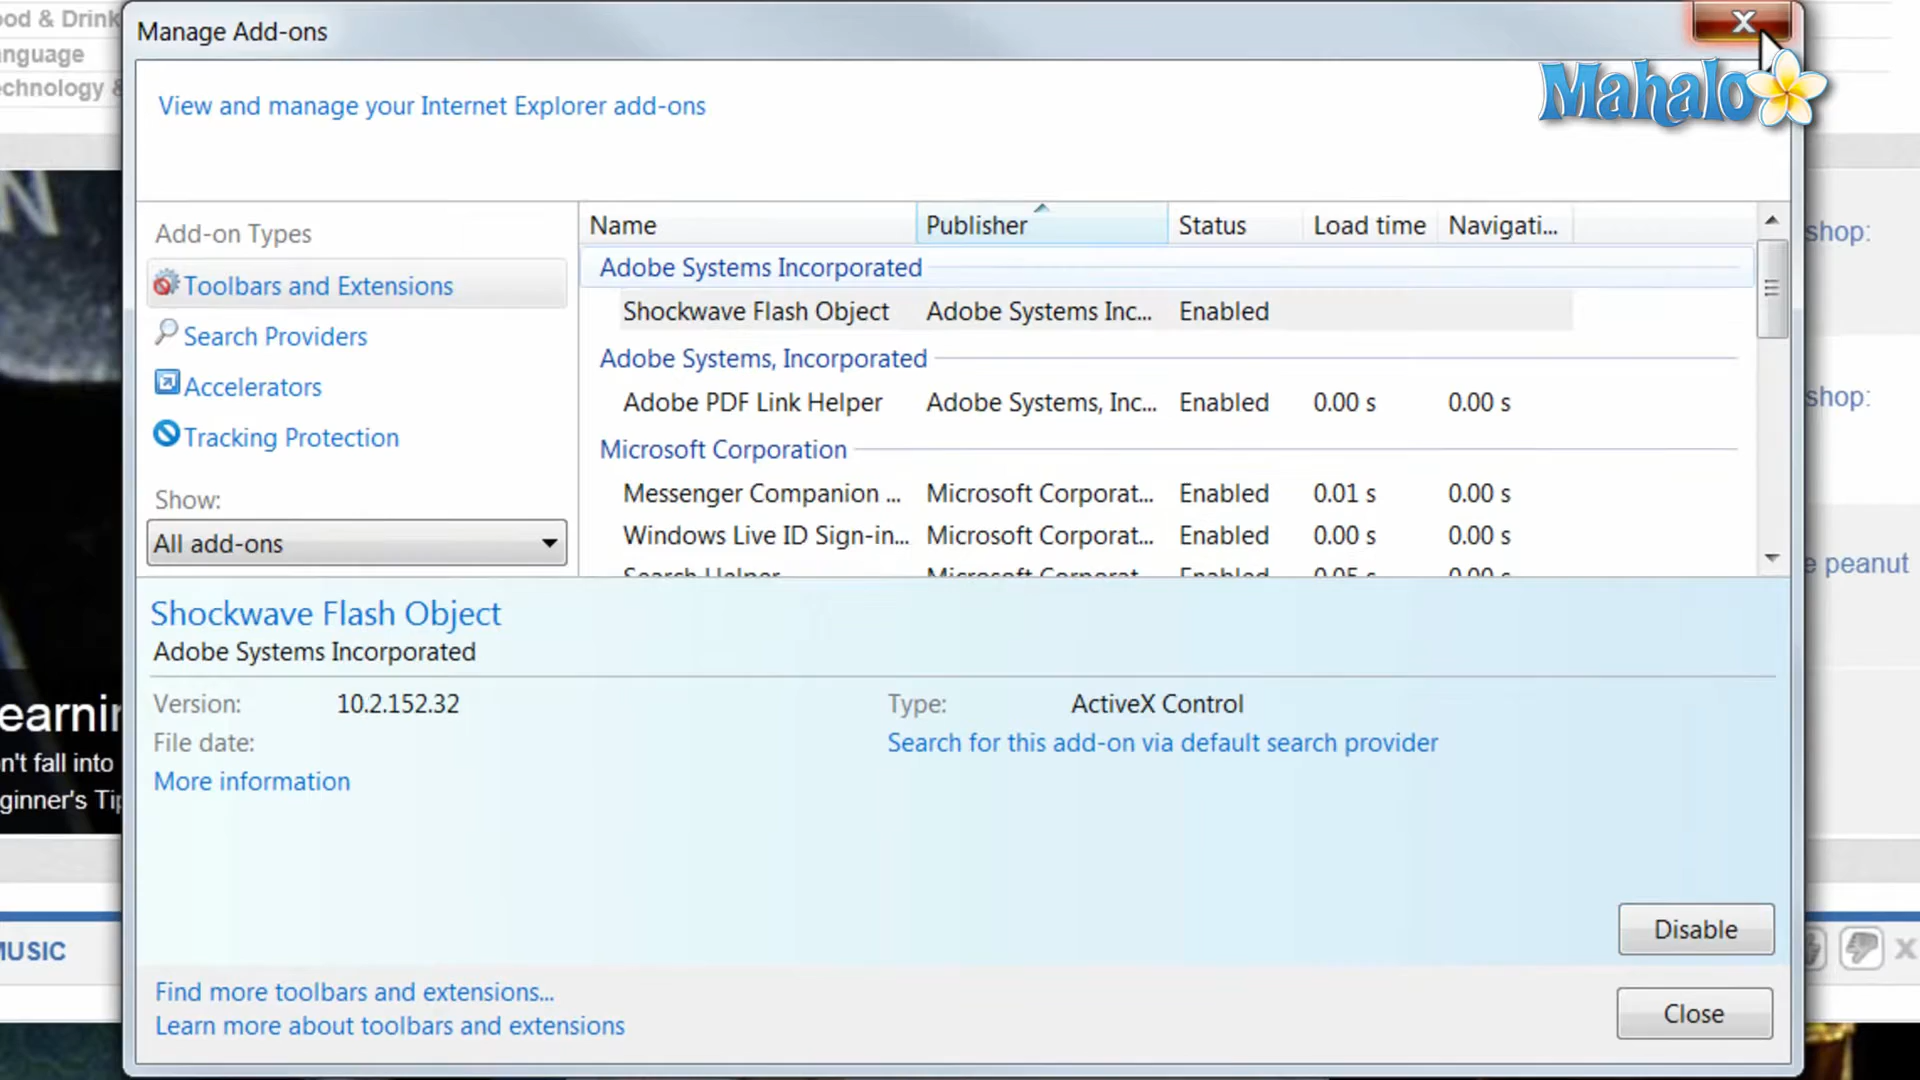 ood & Drink
Manage Add-ons
X
anguage
echnology &
View and manage your Internet Explorer add-ons
Mahalo
Add-on Types
Toolbars and Extensions
Search Providers
Accelerators
Tracking Protection
Show:
All add-ons
Name Publisher Status Load time Navigati...
Adobe Systems Incorporated
Shockwave Flash Object Adobe Systems Inc... Enabled
Adobe Systems, Incorporated
Adobe PDF Link Helper Adobe Systems, Inc... Enabled 0.00 s 0.00 s
Microsoft Corporation
Messenger Companion ... Microsoft Corporat... Enabled 0.01 s 0.00 s
Windows Live ID Sign-in... Microsoft Corporat... Enabled 0.00 s 0.00 s
Search Helper Microsoft Corporat Enabled 0.05 s 0.00 s
shop:
shop:
e peanut
Shockwave Flash Object
Adobe Systems Incorporated
Version: 10.2.152.32
File date:
More information
Type: ActiveX Control
Search for this add-on via default search provider
Disable
Find more toolbars and extensions...
Learn more about toolbars and extensions
Close
N
earnin
n't fall into
ginner's Tip
MUSIC
X